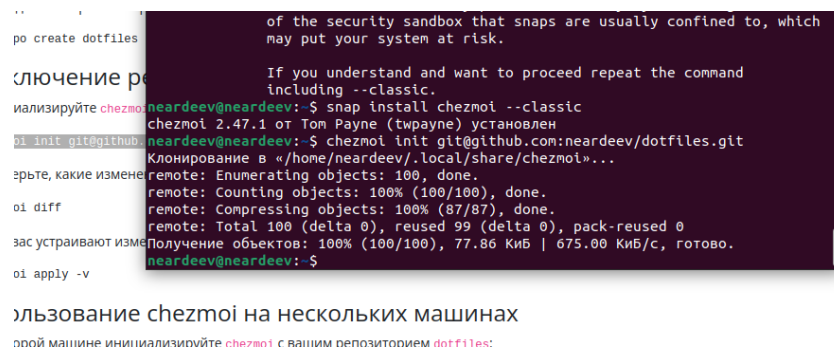 of the security sandbox that snaps are usually confined to, which
po create dotfiles
may put your system at risk.
If you understand and want to proceed repeat the command
including --classic.
neardeev@neardeev:~$ snap install chezmoi --classic
chezmoi 2.47.1 от Tom Payne (twpayne) установлен
neardeev@neardeev:~$ chezmoi init git@github.com:neardeev/dotfiles.git
Клонирование в «/home/neardeev/.local/share/chezmoi»...
remote: Enumerating objects: 100, done.
remote: Counting objects: 100% (100/100), done.
remote: Compressing objects: 100% (87/87), done.
remote: Total 100 (delta 0), reused 99 (delta 0), pack-reused 0
Получение объектов: 100% (100/100), 77.86 КиБ | 675.00 КиБ/с, готово.
neardeev@neardeev:~$
ключение ре
иализируйте chezmoi
oi init git@github.
ерьте, какие измене
oi diff
вас устраивают изме
oi apply -v
ользование chezmoi на нескольких машинах
орой машине инициализируйте chezmoi с вашим репозиторием dotfiles: